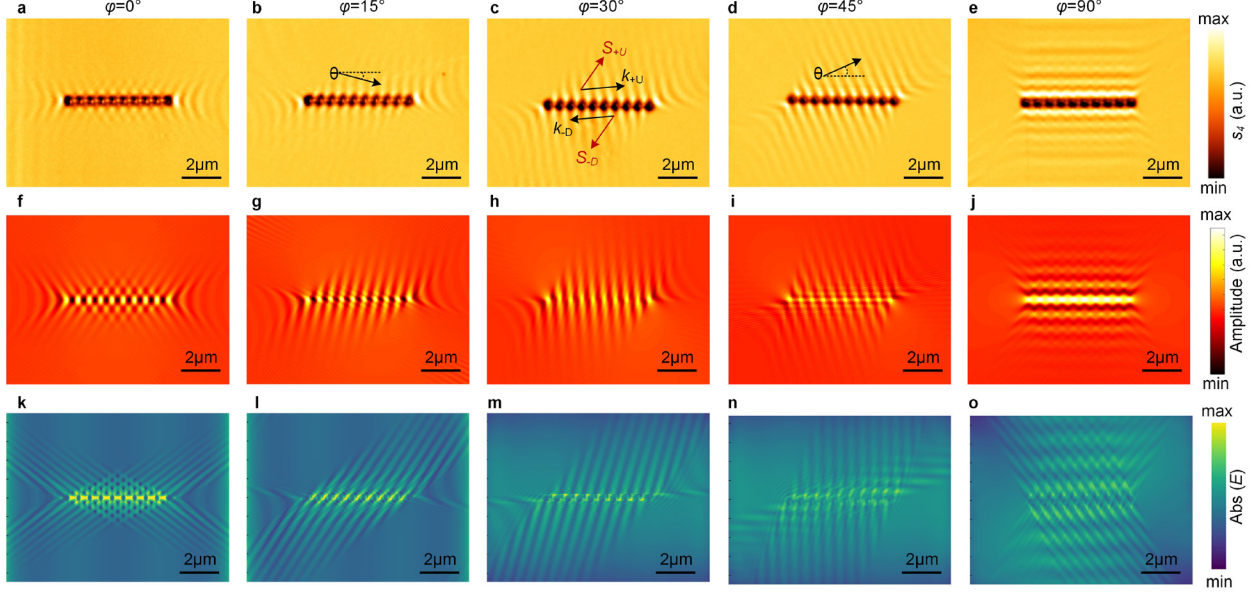 a φ=0° b φ=15° c φ=30° d φ=45° e φ=90°
θ
S+U
k+U
k-D
S-D
θ
2μm 2μm 2μm 2μm 2μm
max
s4 (a.u.)
min
f g h i j
2μm 2μm 2μm 2μm 2μm
max
Amplitude (a.u.)
min
k l m n o
2μm 2μm 2μm 2μm 2μm
max
Abs (E)
min